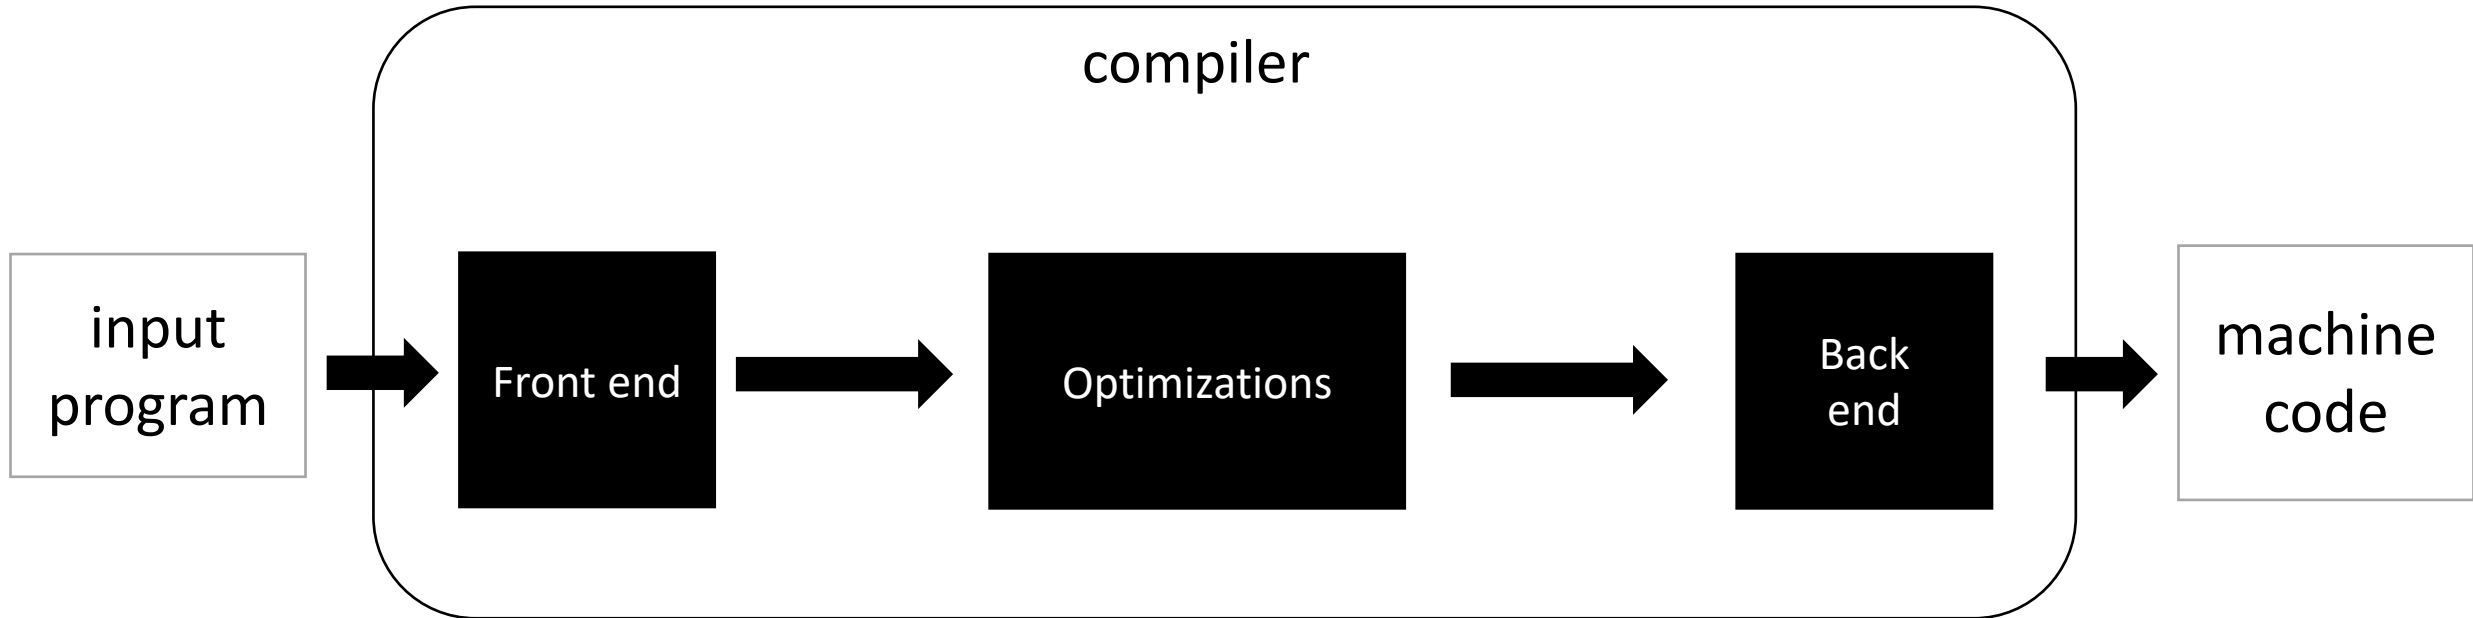 compiler
input
program
Front end
Optimizations
Back
end
machine
code